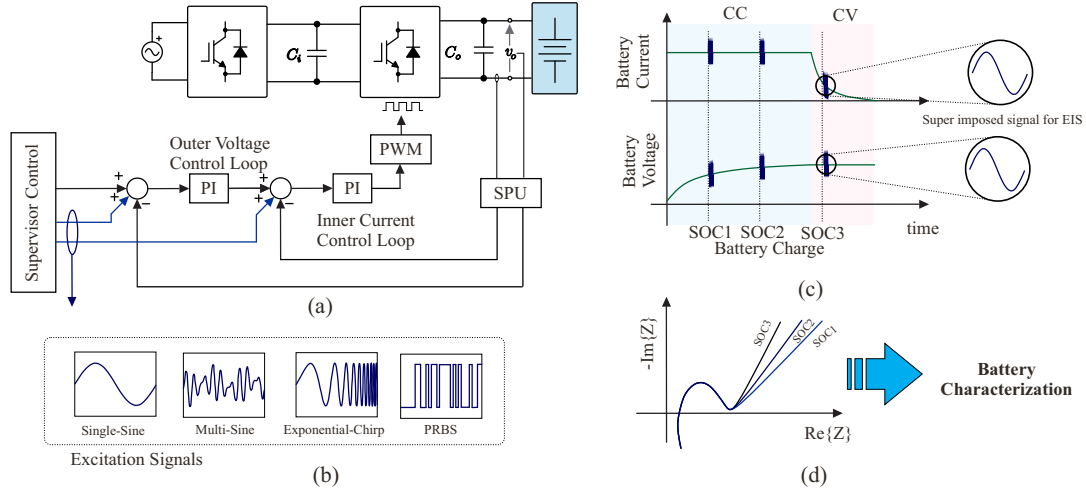 C_i
C_o
v_o
+
Outer Voltage
Control Loop
PWM
Supervisor Control
+
+
−
PI
+
+
−
PI
SPU
Inner Current
Control Loop
(a)
Single-Sine
Multi-Sine
Exponential-Chirp
PRBS
Excitation Signals
(b)
CC
CV
Battery
Current
Super imposed signal for EIS
Battery
Voltage
SOC1
SOC2
SOC3
time
Battery Charge
(c)
-Im{Z}
SOC3
SOC2
SOC1
Re{Z}
Battery
Characterization
(d)